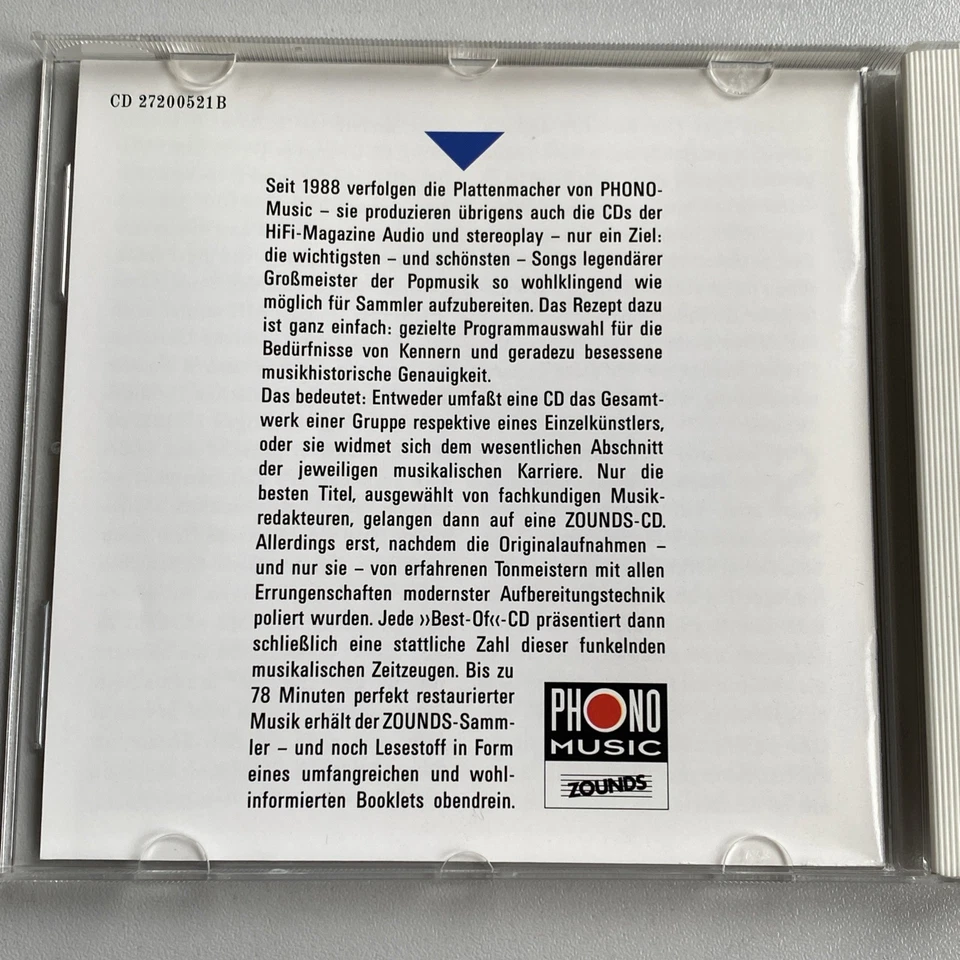 CD 27200521B
Seit 1988 verfolgen die Plattenmacher von PHONO-
Music – sie produzieren übrigens auch die CDs der
HiFi-Magazine Audio und stereoplay – nur ein Ziel:
die wichtigsten – und schönsten – Songs legendärer
Großmeister der Popmusik so wohlklingend wie
möglich für Sammler aufzubereiten. Das Rezept dazu
ist ganz einfach: gezielte Programmauswahl für die
Bedürfnisse von Kennern und geradezu besessene
musikhistorische Genauigkeit.
Das bedeutet: Entweder umfaßt eine CD das Gesamt-
werk einer Gruppe respektive eines Einzelkünstlers,
oder sie widmet sich dem wesentlichen Abschnitt
der jeweiligen musikalischen Karriere. Nur die
besten Titel, ausgewählt von fachkundigen Musik-
redakteuren, gelangen dann auf eine ZOUNDS-CD.
Allerdings erst, nachdem die Originalaufnahmen –
und nur sie – von erfahrenen Tonmeistern mit allen
Errungenschaften modernster Aufbereitungstechnik
poliert wurden. Jede »Best-Of«-CD präsentiert dann
schließlich eine stattliche Zahl dieser funkelnden
musikalischen Zeitzeugen. Bis zu
78 Minuten perfekt restaurierter
Musik erhält der ZOUNDS-Samm-
ler – und noch Lesestoff in Form
eines umfangreichen und wohl-
informierten Booklets obendrein.
PHONO
MUSIC
ZOUNDS